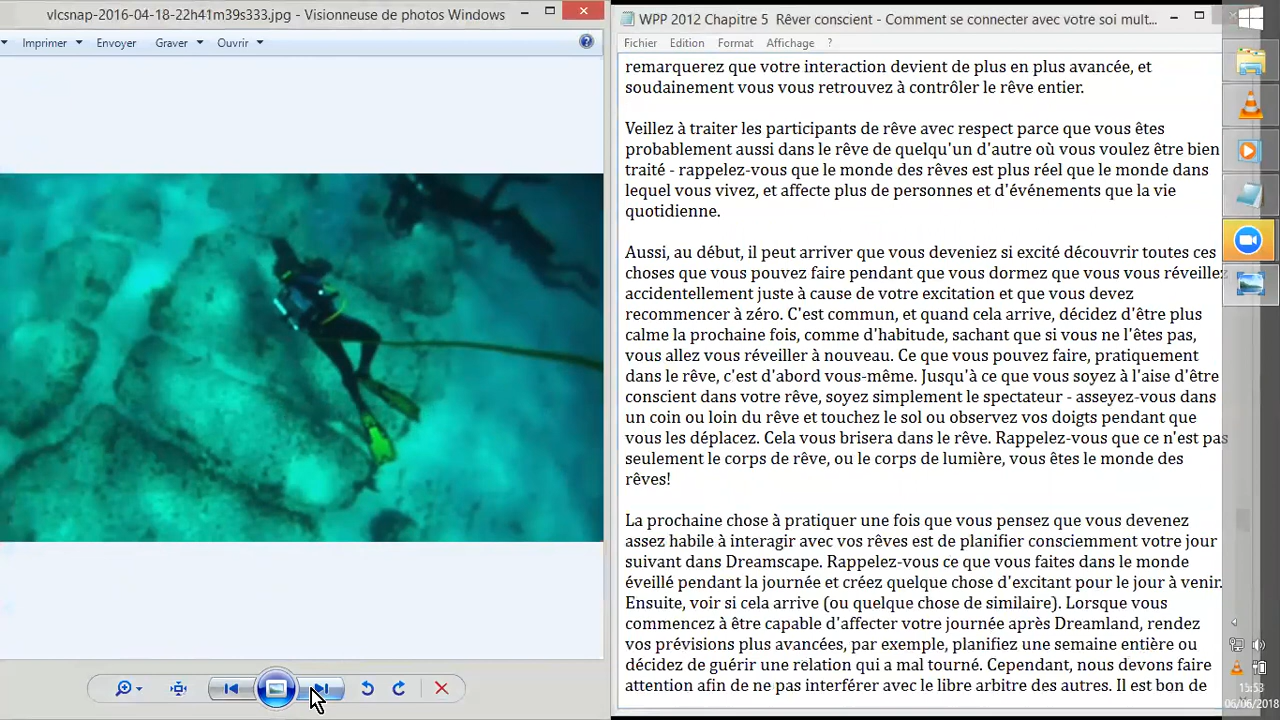 vlcsnap-2016-04-18-22h41m39s333.jpg - Visionneuse de photos Windows
Imprimer Envoyer Graver Ouvrir
WPP 2012 Chapitre 5 Rêver conscient - Comment se connecter avec votre soi mult...
Fichier Edition Format Affichage ?
remarquerez que votre interaction devient de plus en plus avancée, et
soudainement vous vous retrouvez à contrôler le rêve entier.
Veillez à traiter les participants de rêve avec respect parce que vous êtes
probablement aussi dans le rêve de quelqu'un d'autre où vous voulez être bien
traité - rappelez-vous que le monde des rêves est plus réel que le monde dans
lequel vous vivez, et affecte plus de personnes et d'événements que la vie
quotidienne.
Aussi, au début, il peut arriver que vous deveniez si excité découvrir toutes ces
choses que vous pouvez faire pendant que vous dormez que vous vous réveillez
accidentellement juste à cause de votre excitation et que vous devez
recommencer à zéro. C'est commun, et quand cela arrive, décidez d'être plus
calme la prochaine fois, comme d'habitude, sachant que si vous ne l'êtes pas,
vous allez vous réveiller à nouveau. Ce que vous pouvez faire, pratiquement
dans le rêve, c'est d'abord vous-même. Jusqu'à ce que vous soyez à l'aise d'être
conscient dans votre rêve, soyez simplement le spectateur - asseyez-vous dans
un coin ou loin du rêve et touchez le sol ou observez vos doigts pendant que
vous les déplacez. Cela vous brisera dans le rêve. Rappelez-vous que ce n'est pas
seulement le corps de rêve, ou le corps de lumière, vous êtes le monde des
rêves!
La prochaine chose à pratiquer une fois que vous pensez que vous devenez
assez habile à interagir avec vos rêves est de planifier consciemment votre jour
suivant dans Dreamscape. Rappelez-vous ce que vous faites dans le monde
éveillé pendant la journée et créez quelque chose d'excitant pour le jour à venir.
Ensuite, voir si cela arrive (ou quelque chose de similaire). Lorsque vous
commencez à être capable d'affecter votre journée après Dreamland, rendez
vos prévisions plus avancées, par exemple, planifiez une semaine entière ou
décidez de guérir une relation qui a mal tourné. Cependant, nous devons faire
attention afin de ne pas interférer avec le libre arbitre des autres. Il est bon de
15:53
06/06/2018